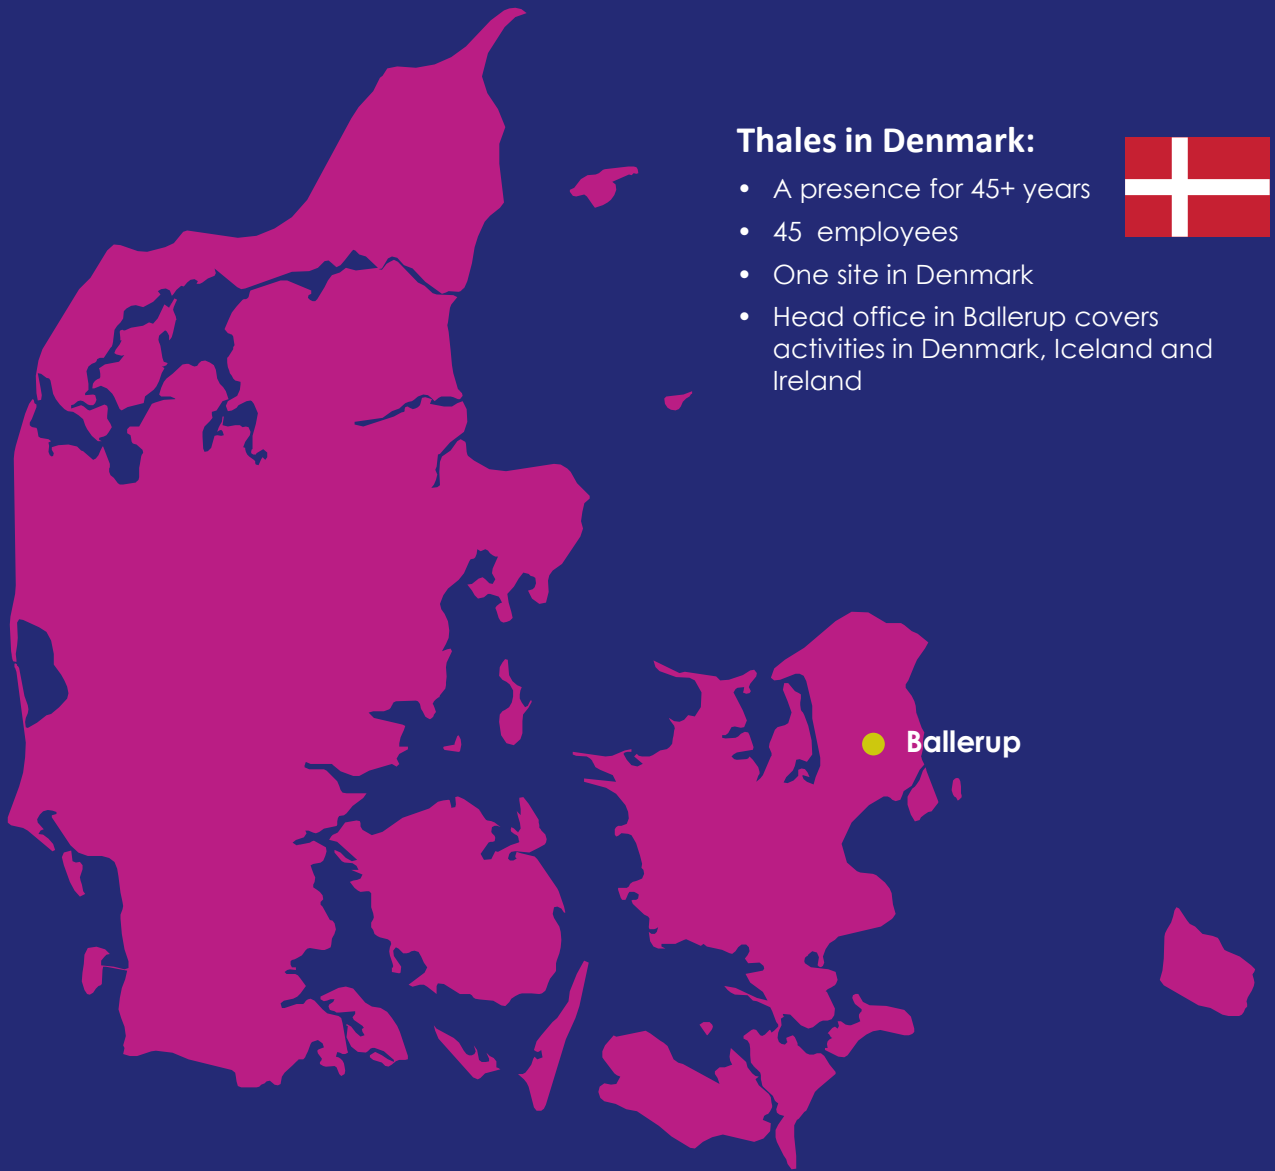 Thales in Denmark:
• A presence for 45+ years
• 45 employees
• One site in Denmark
• Head office in Ballerup covers
activities in Denmark, Iceland and
Ireland
Ballerup